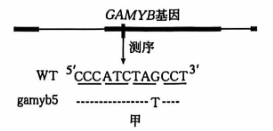 GAMYB基因
测序
WT 5'CCCATCTAGCCT3'
gamyb5 ---------------T----
甲